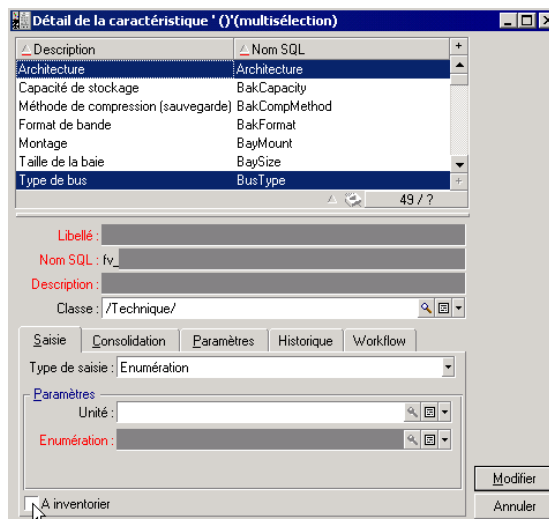 Détail de la caractéristique ' ()'(multisélection)
Description Nom SQL +
Architecture Architecture
Capacité de stockage BakCapacity
Méthode de compression (sauvegarde) BakCompMethod
Format de bande BakFormat
Montage BayMount
Taille de la baie BaySize
Type de bus BusType +
49 / ?
Libellé :
Nom SQL : fv_
Description :
Classe : /Technique/
Saisie Consolidation Paramètres Historique Workflow
Type de saisie : Enumération
Paramètres
Unité :
Enumération :
Modifier
A inventorier
Annuler